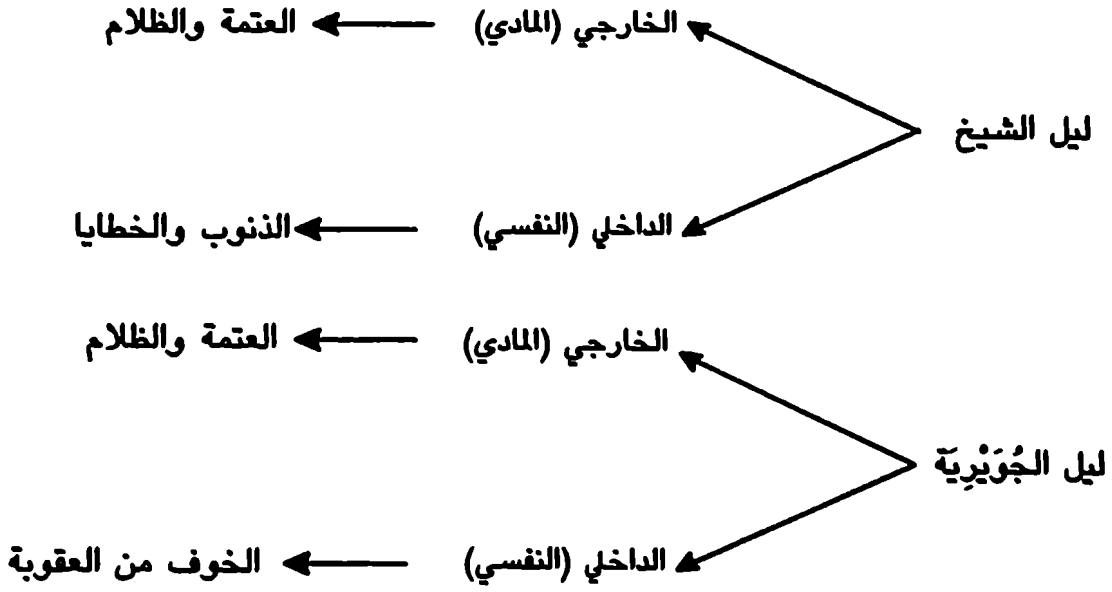 الخارجي (المادي) العتمة والظلام
ليل الشيخ
الداخلي (النفسي) الذنوب والخطايا
الخارجي (المادي) العتمة والظلام
ليل الجُوَيْرِيَة
الداخلي (النفسي) الخوف من العقوبة